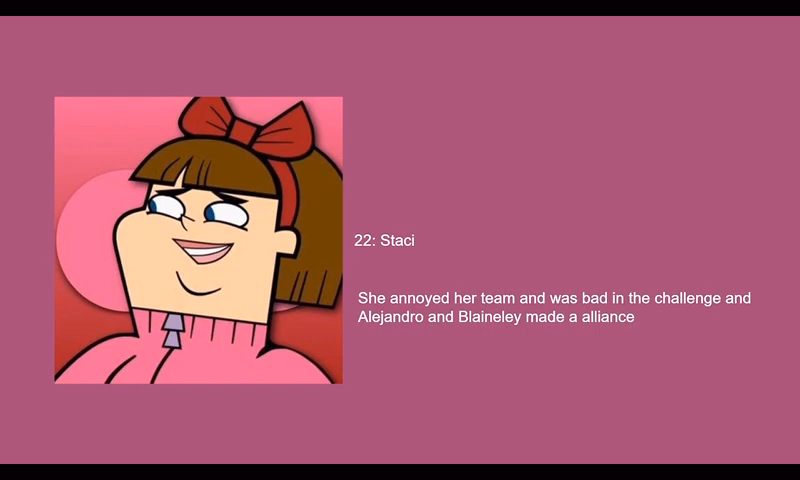 22: Staci
She annoyed her team and was bad in the challenge and
Alejandro and Blaineley made a alliance